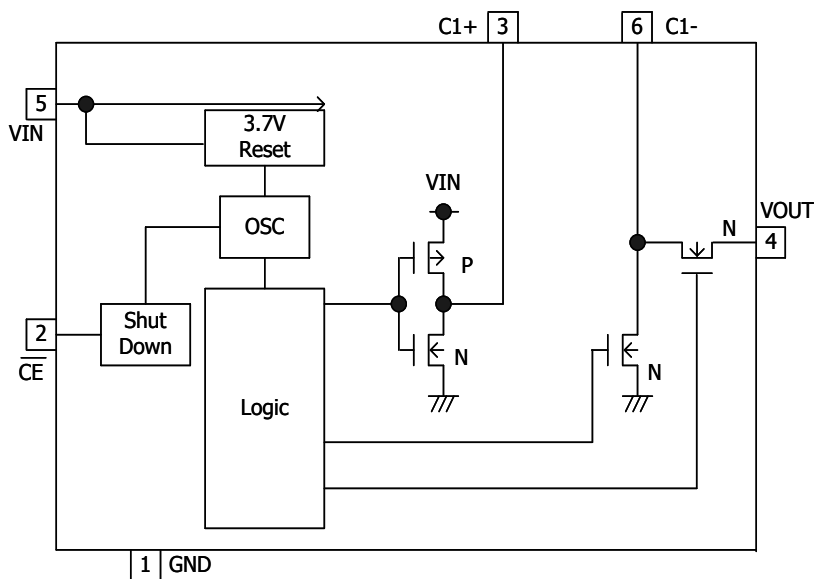 C1+ 3
6 C1-
5
VIN
3.7V
Reset
VIN
OSC
P
N
VOUT
4
2
CE
Shut
Down
N
N
Logic
1 GND